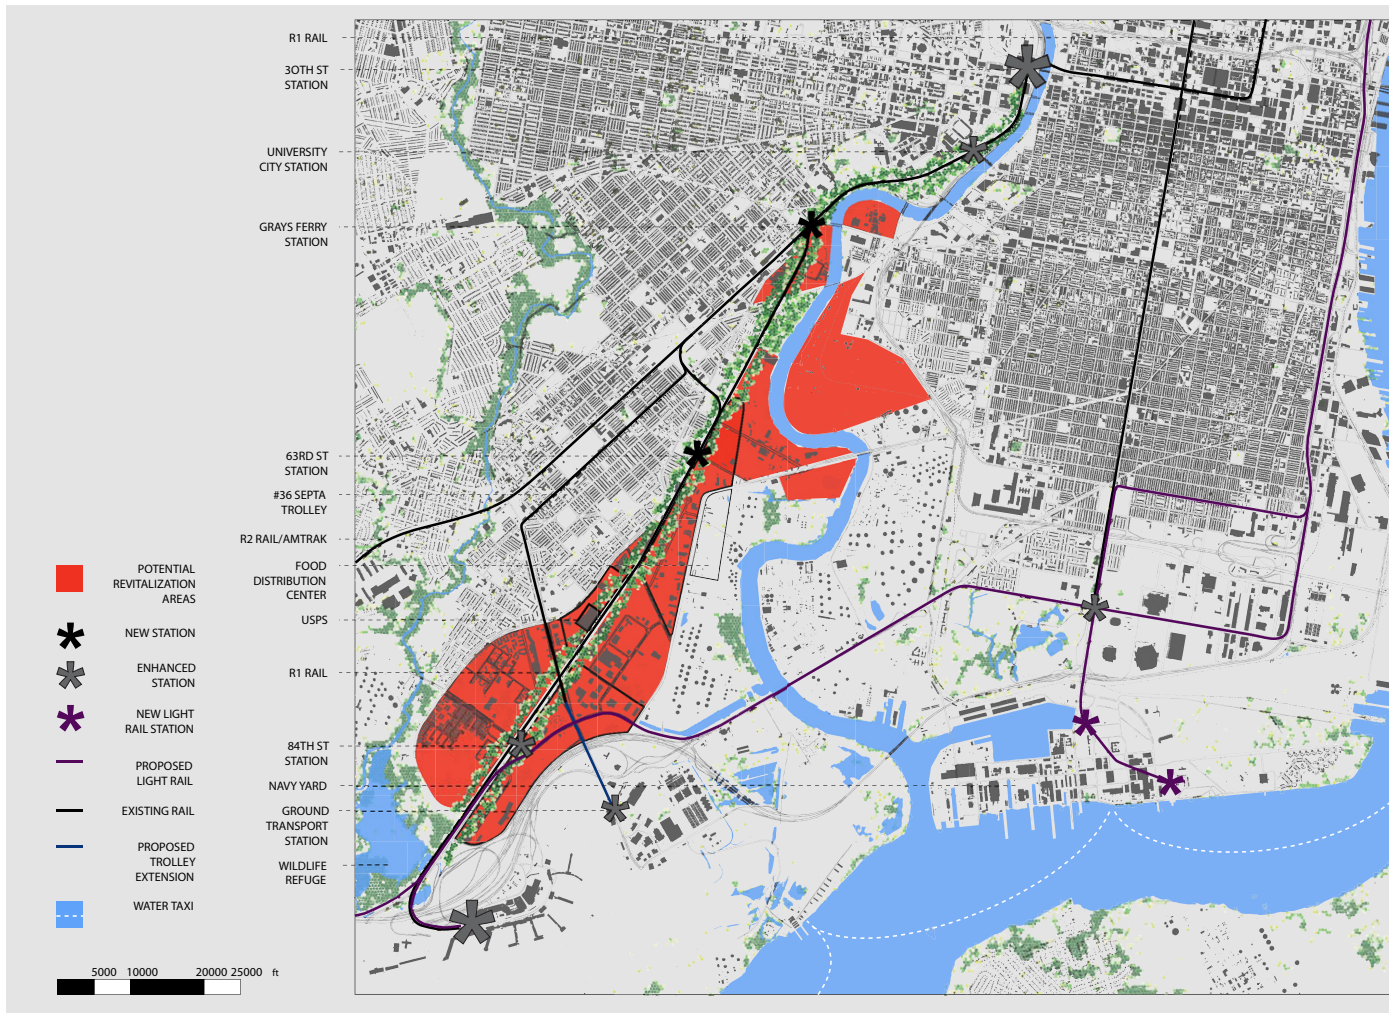 R1 RAIL
3OTH ST
STATION
UNIVERSITY
CITY STATION
GRAYS FERRY
STATION
63RD ST
STATION
#36 SEPTA
TROLLEY
R2 RAIL/AMTRAK
FOOD
DISTRIBUTION
CENTER
USPS
R1 RAIL
84TH ST
STATION
NAVY YARD
GROUND
TRANSPORT
STATION
WILDLIFE
REFUGE
POTENTIAL
REVITALIZATION
AREAS
NEW STATION
ENHANCED
STATION
NEW LIGHT
RAIL STATION
PROPOSED
LIGHT RAIL
EXISTING RAIL
PROPOSED
TROLLEY
EXTENSION
WATER TAXI
5000 10000 20000 25000 ft